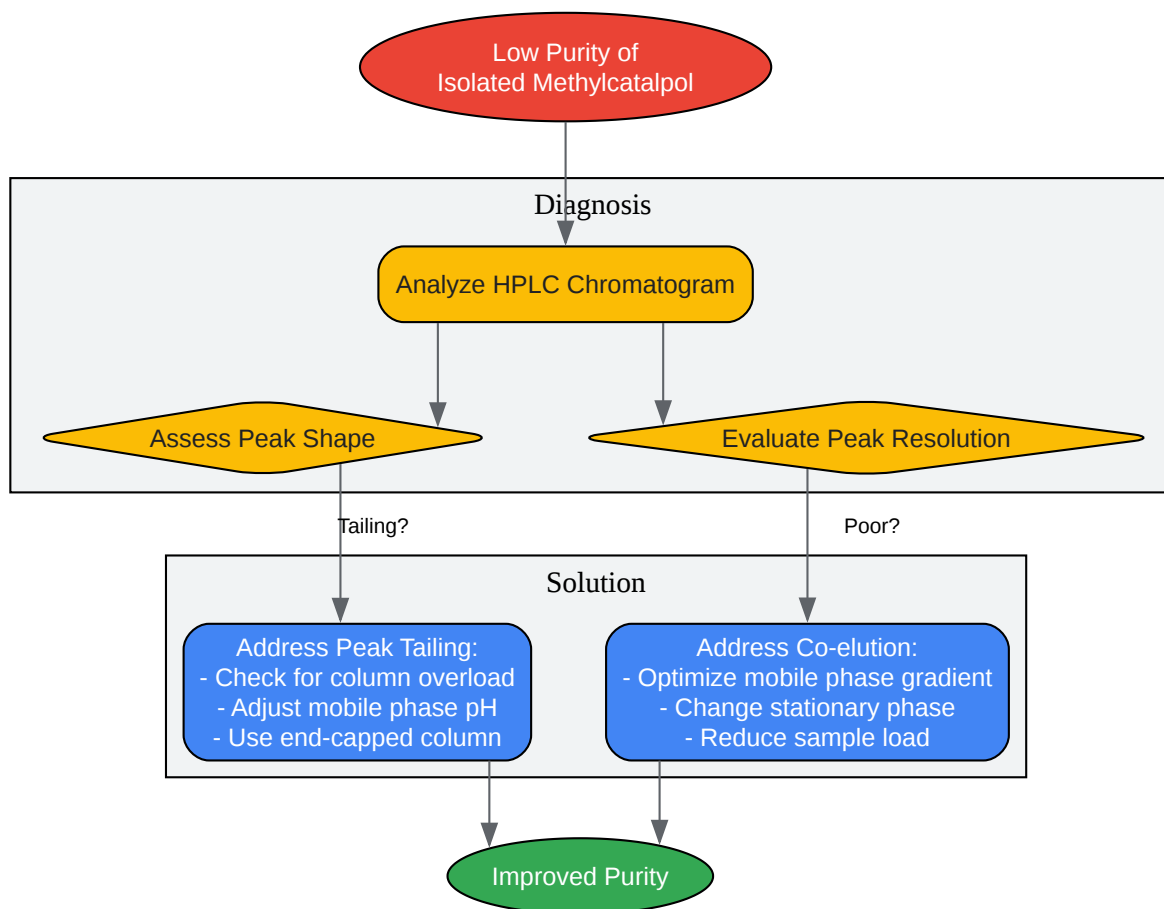 Low Purity of
Isolated Methylcatalpol
Diagnosis
Analyze HPLC Chromatogram
Assess Peak Shape
Evaluate Peak Resolution
Tailing?
Poor?
Solution
Address Peak Tailing:
- Check for column overload
- Adjust mobile phase pH
- Use end-capped column
Address Co-elution:
- Optimize mobile phase gradient
- Change stationary phase
- Reduce sample load
Improved Purity